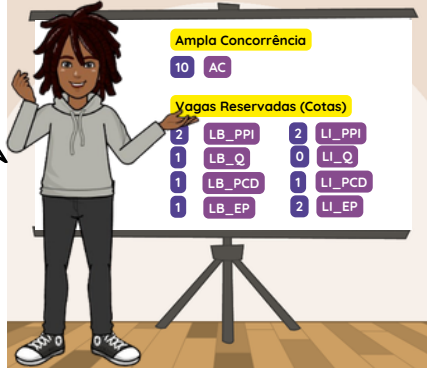 Ampla Concorrência
10 AC
Vagas Reservadas (Cotas)
2 LB_PPI 2 LI_PPI
1 LB_Q 0 LI_Q
1 LB_PCD 1 LI_PCD
1 LB_EP 2 LI_EP